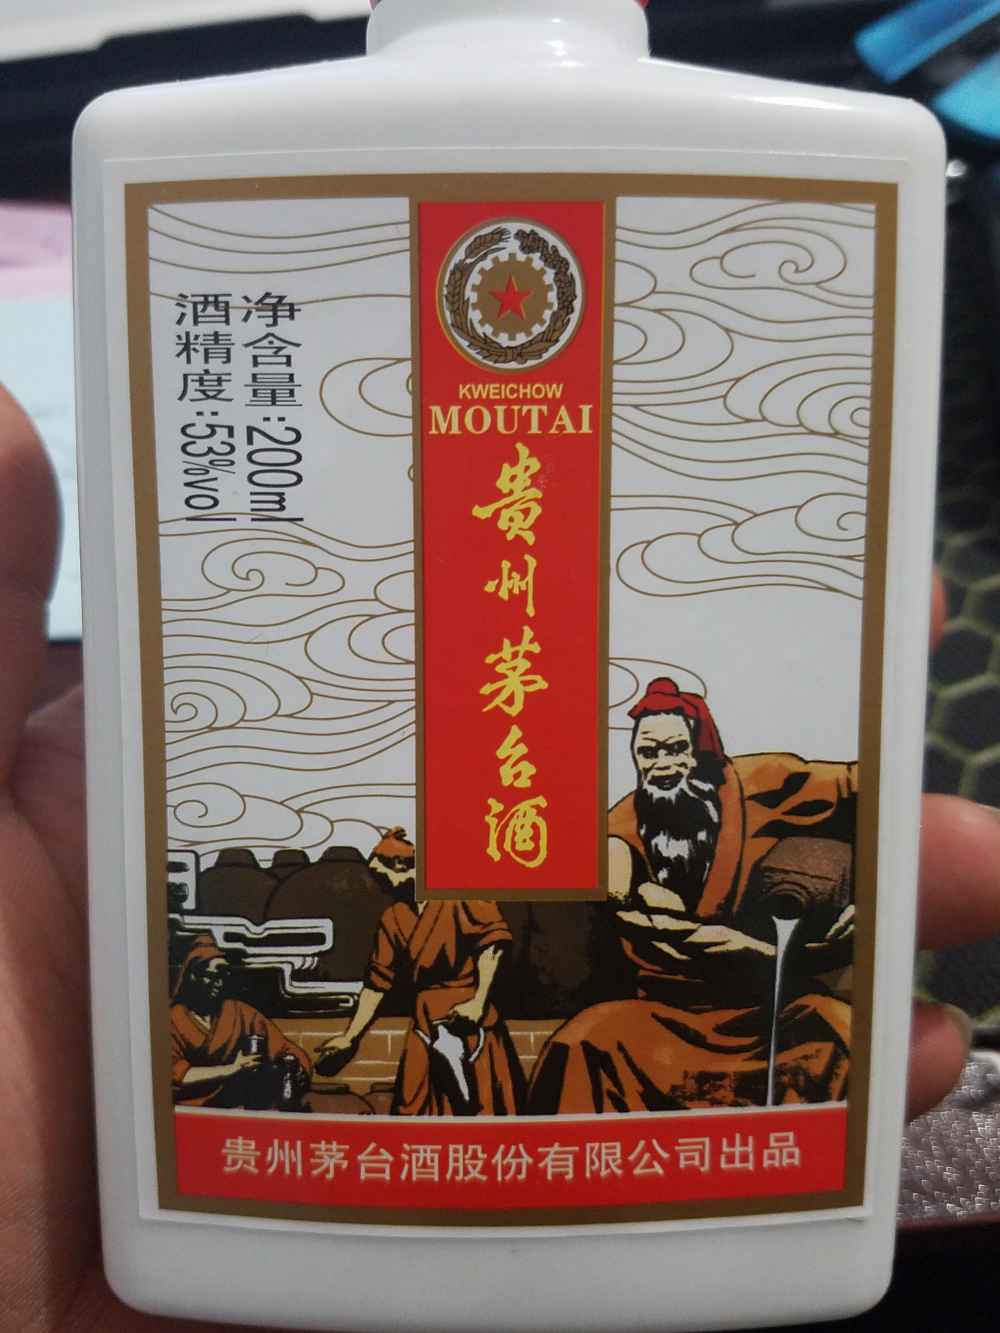 净含量:200ml
酒精度:53%vol
KWEICHOW
MOUTAI
贵州茅台酒
贵州茅台酒股份有限公司出品